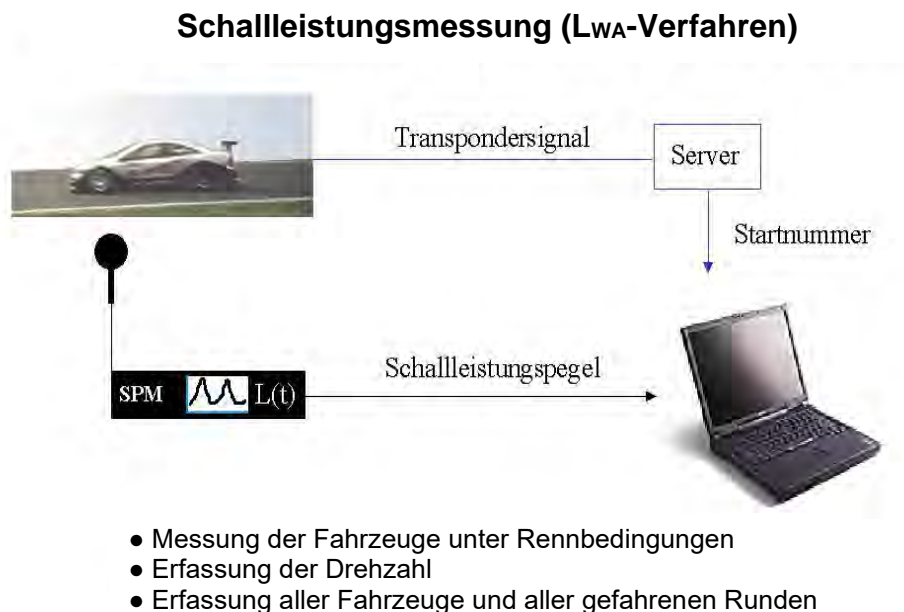 Schallleistungsmessung (LWA-Verfahren)
Transpondersignal
Server
Startnummer
Schallleistungspegel
SPM L(t)
● Messung der Fahrzeuge unter Rennbedingungen
● Erfassung der Drehzahl
● Erfassung aller Fahrzeuge und aller gefahrenen Runden